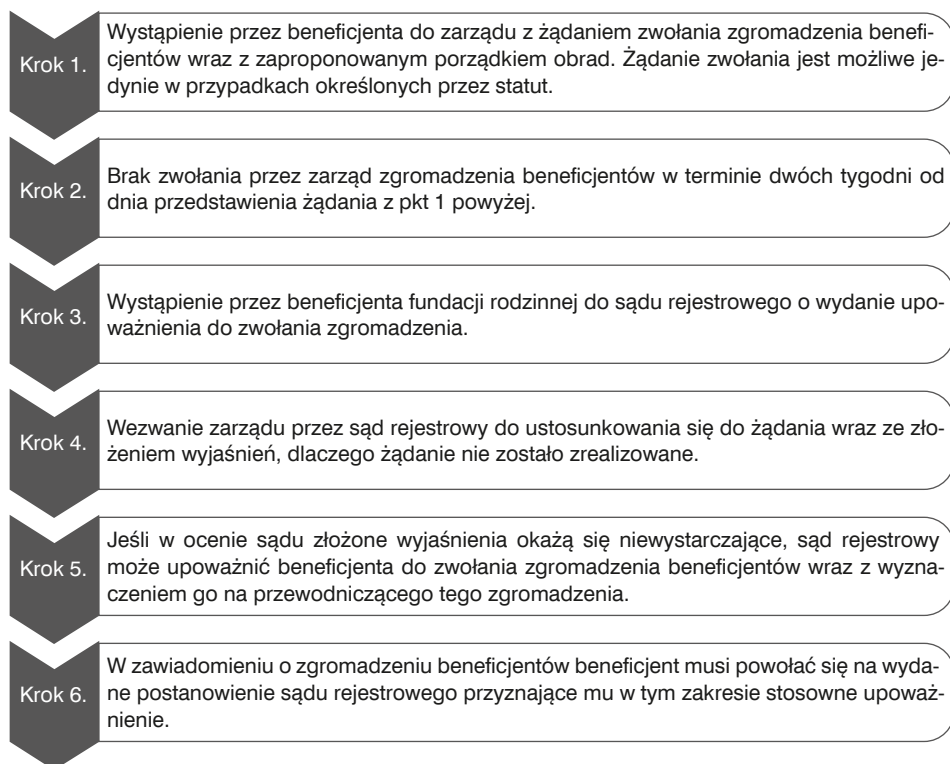 Krok 1.
Wystąpienie przez beneficjenta do zarządu z żądaniem zwołania zgromadzenia benefi-
cjentów wraz z zaproponowanym porządkiem obrad. Żądanie zwołania jest możliwe je-
dynie w przypadkach określonych przez statut.
Krok 2.
Brak zwołania przez zarząd zgromadzenia beneficjentów w terminie dwóch tygodni od
dnia przedstawienia żądania z pkt 1 powyżej.
Krok 3.
Wystąpienie przez beneficjenta fundacji rodzinnej do sądu rejestrowego o wydanie upo-
ważnienia do zwołania zgromadzenia.
Krok 4.
Wezwanie zarządu przez sąd rejestrowy do ustosunkowania się do żądania wraz ze zło-
żeniem wyjaśnień, dlaczego żądanie nie zostało zrealizowane.
Krok 5.
Jeśli w ocenie sądu złożone wyjaśnienia okażą się niewystarczające, sąd rejestrowy
może upoważnić beneficjenta do zwołania zgromadzenia beneficjentów wraz z wyzna-
czeniem go na przewodniczącego tego zgromadzenia.
Krok 6.
W zawiadomieniu o zgromadzeniu beneficjentów beneficjent musi powołać się na wyda-
ne postanowienie sądu rejestrowego przyznające mu w tym zakresie stosowne upoważ-
nienie.